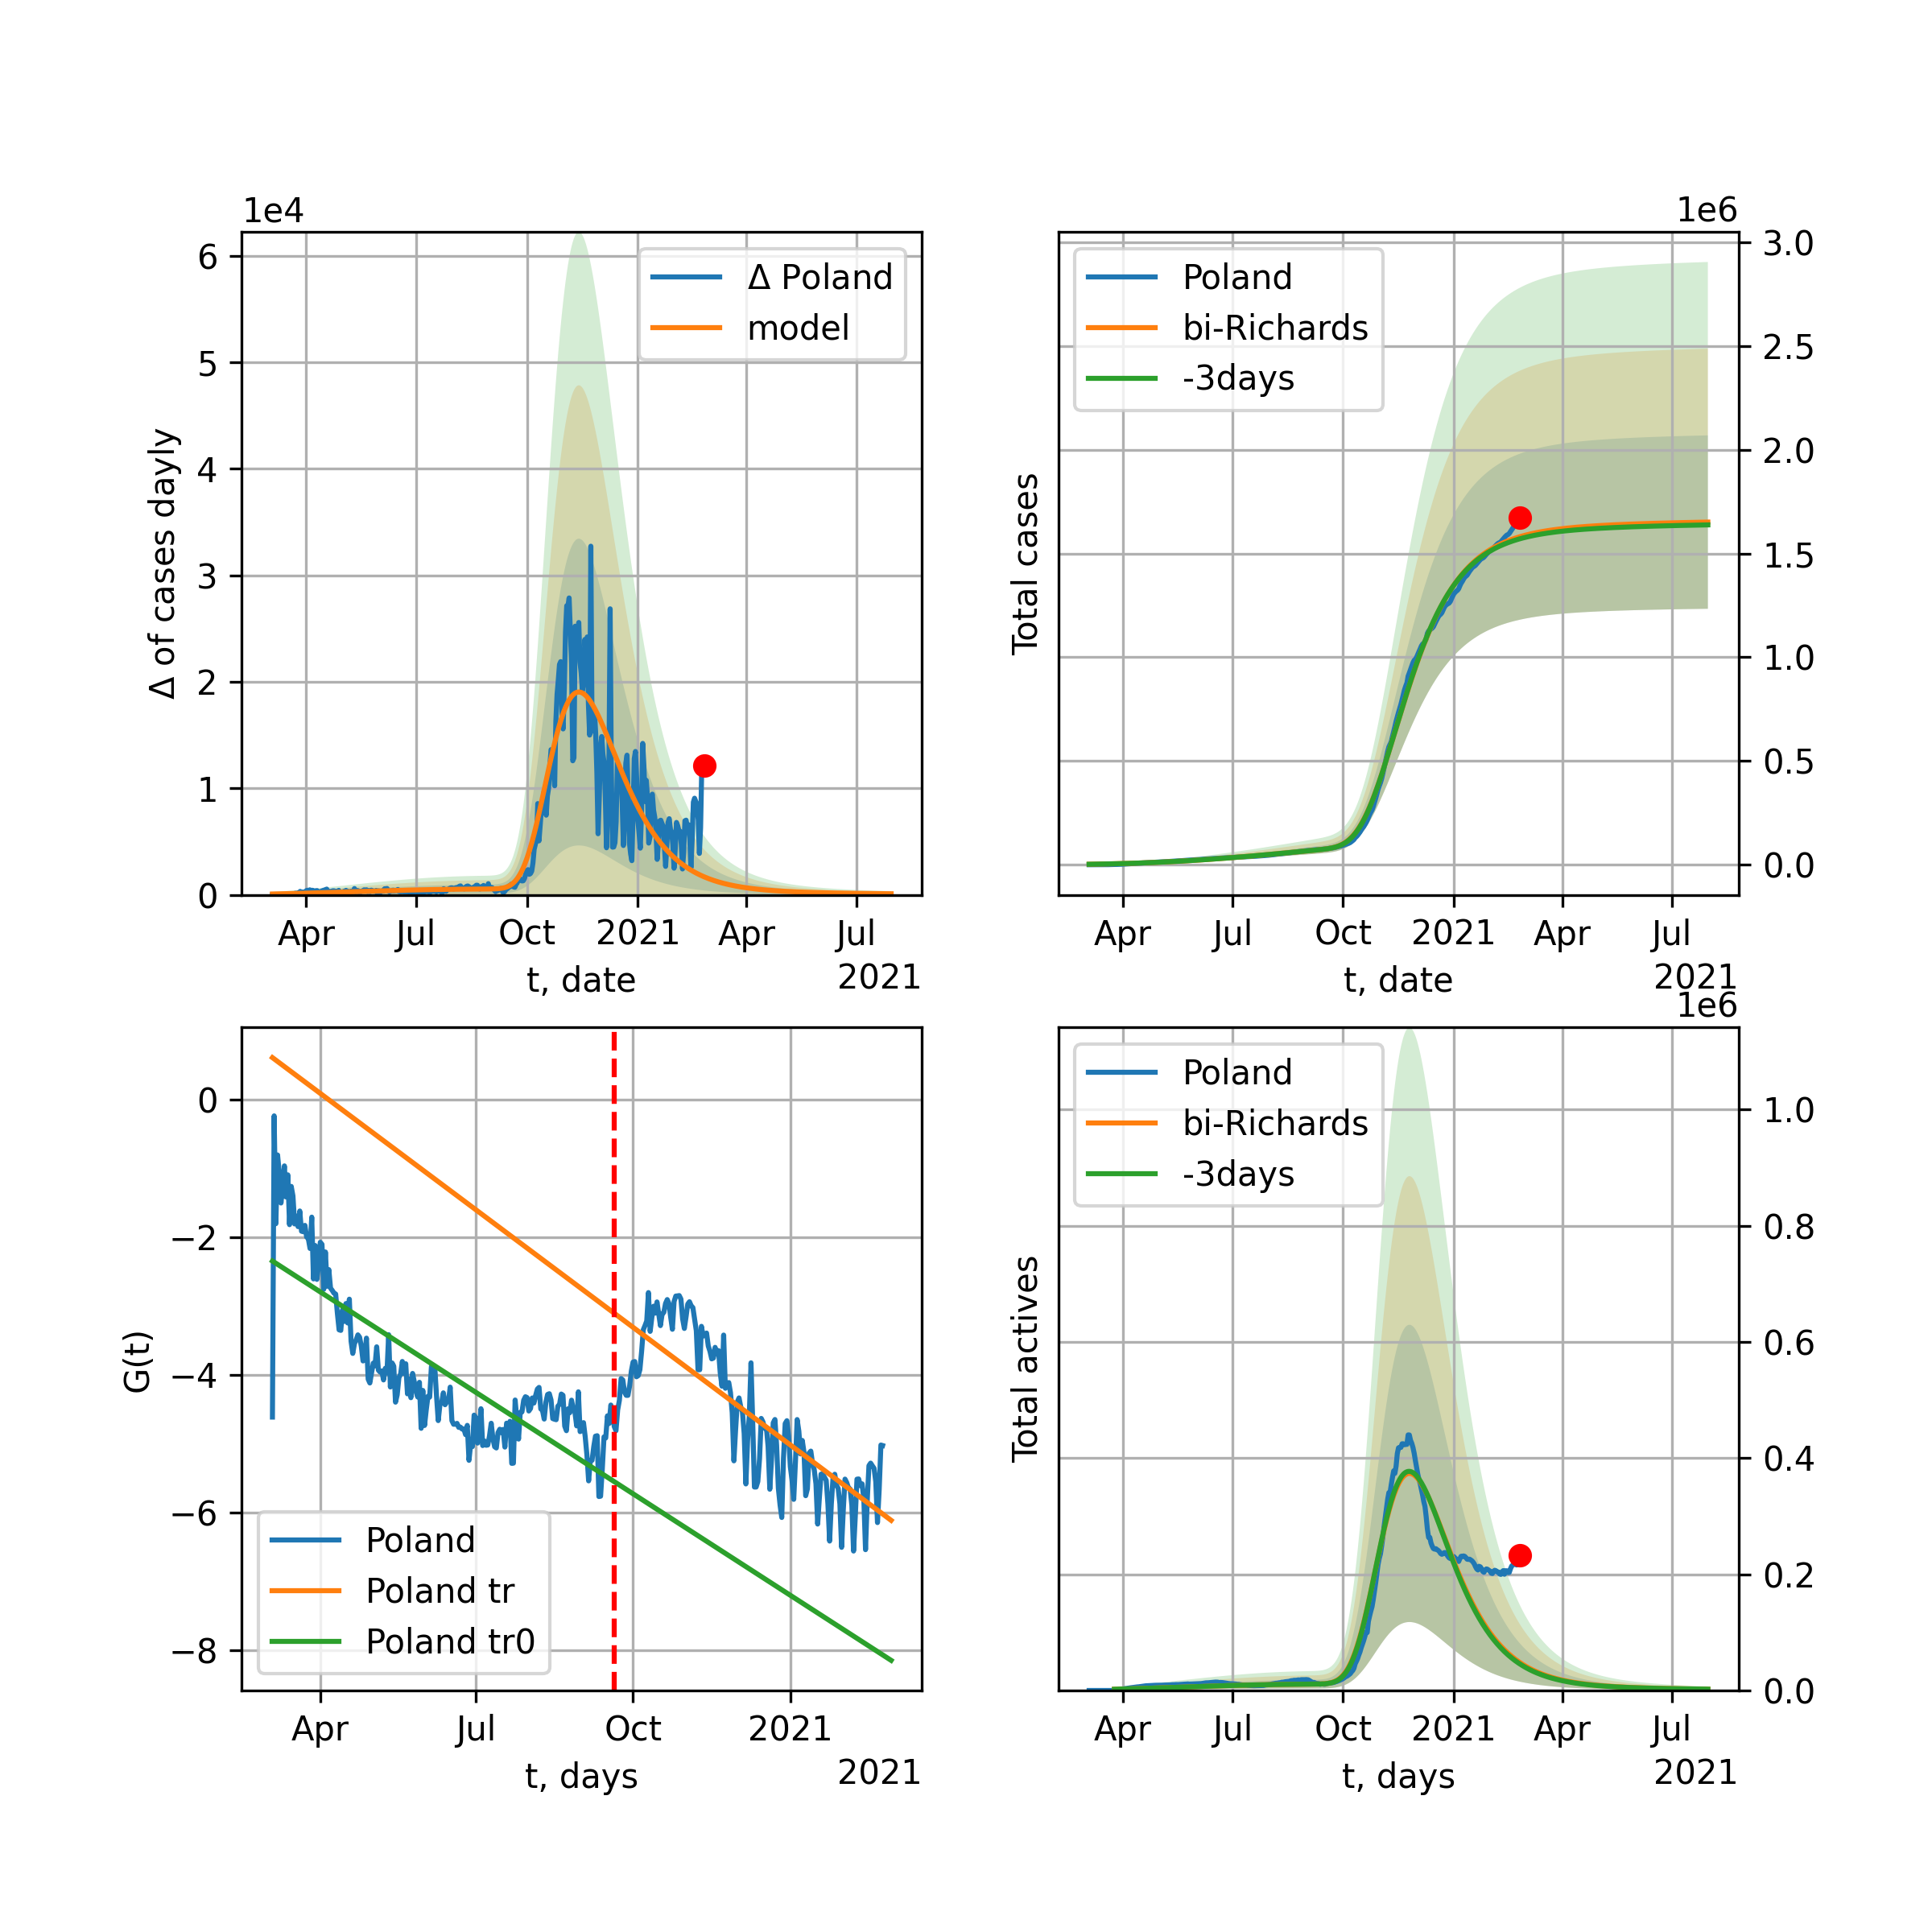 1e4
6
5
4
3
2
1
0
Δ of cases dayly
Δ Poland
model
Apr Jul Oct 2021 Apr Jul
t, date
2021
1e6
3.0
2.5
2.0
1.5
1.0
0.5
0.0
Total cases
Poland
bi-Richards
-3days
Apr Jul Oct 2021 Apr Jul
t, date
2021
0
−2
−4
−6
−8
G(t)
Poland
Poland tr
Poland tr0
Apr Jul Oct 2021
t, days
2021
1e6
1.0
0.8
0.6
0.4
0.2
0.0
Total actives
Poland
bi-Richards
-3days
Apr Jul Oct 2021 Apr Jul
t, days
2021